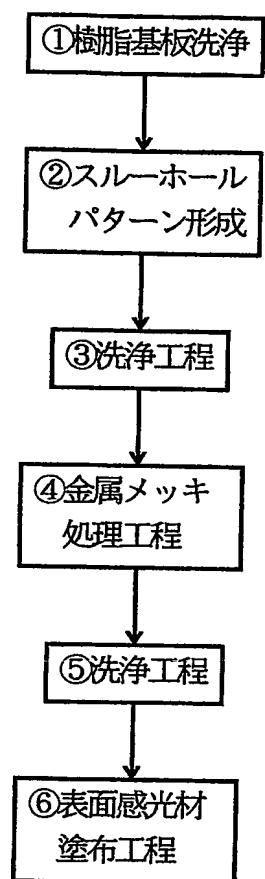 ①樹脂基板洗浄
②スルーホール
パターン形成
③洗浄工程
④金属メッキ
処理工程
⑤洗浄工程
⑥表面感光材
塗布工程